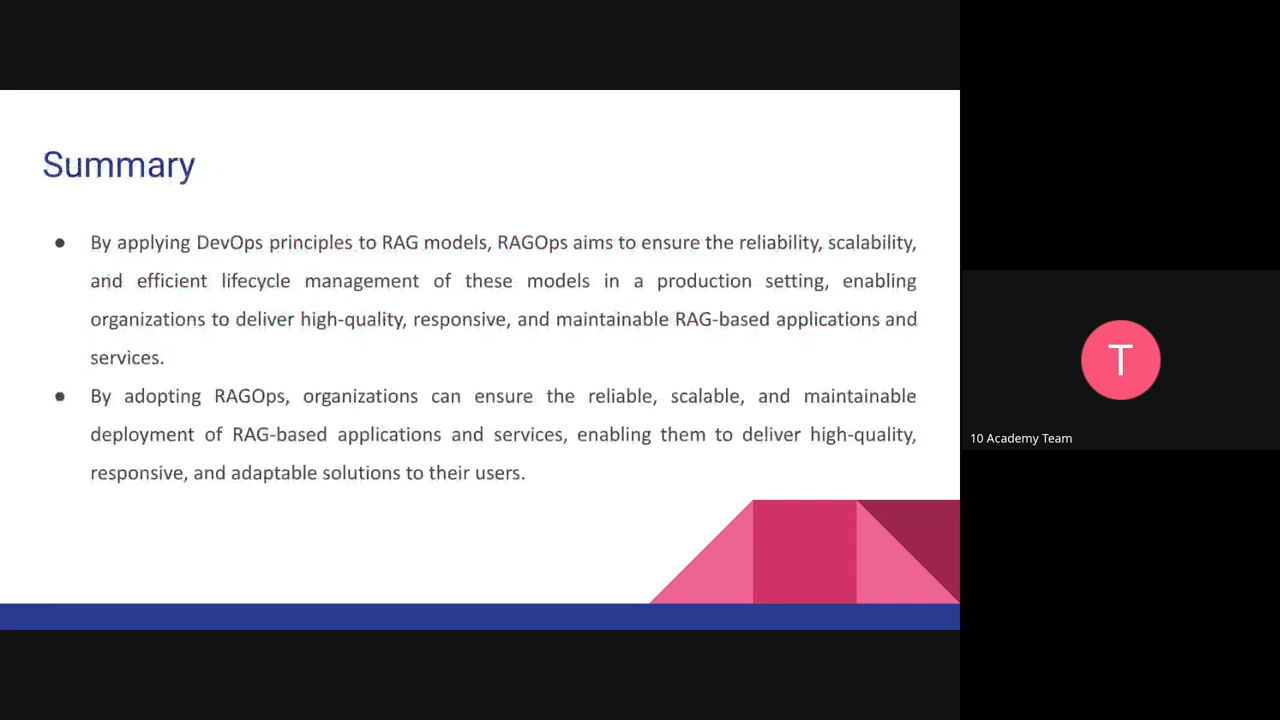 Summary
● By applying DevOps principles to RAG models, RAGOps aims to ensure the reliability, scalability,
and efficient lifecycle management of these models in a production setting, enabling
organizations to deliver high-quality, responsive, and maintainable RAG-based applications and
services.
● By adopting RAGOps, organizations can ensure the reliable, scalable, and maintainable
deployment of RAG-based applications and services, enabling them to deliver high-quality,
responsive, and adaptable solutions to their users.
T
10 Academy Team